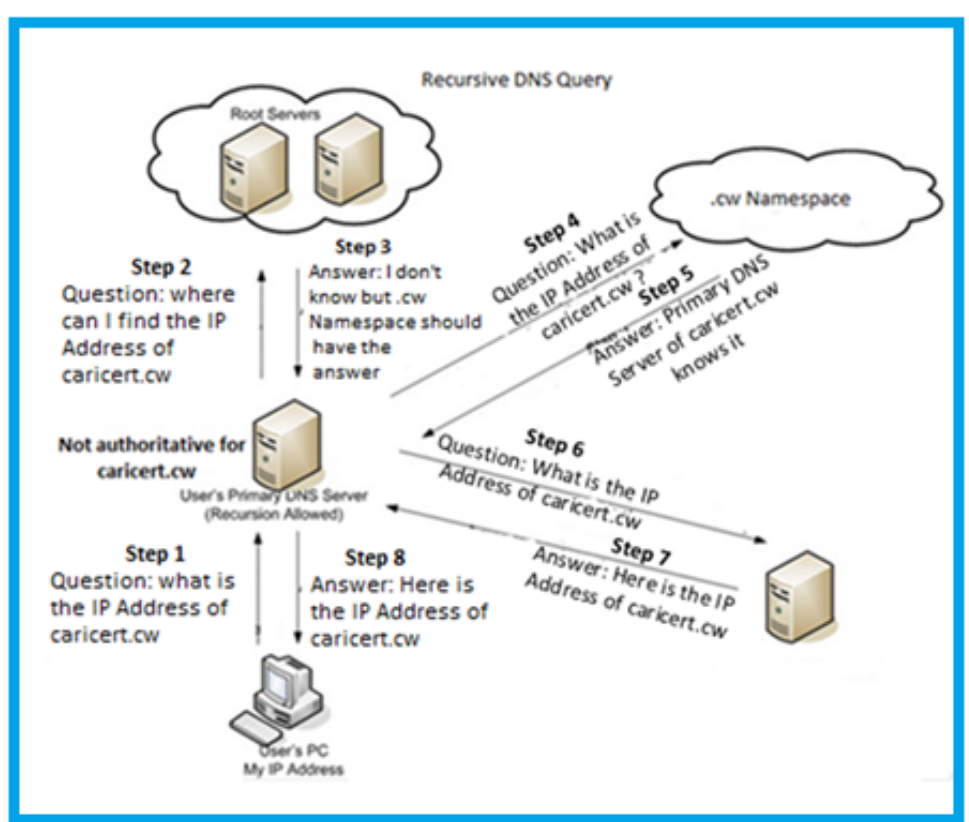 Recursive DNS Query
Root Servers
.cw Namespace
Step 2
Question: where
can I find the IP
Address of
caricert.cw
Step 3
Answer: I don't
know but .cw
Namespace should
have the
answer
Step 4
Question: What is
the IP Address of
caricert.cw ?
Step 5
Answer: Primary DNS
Server of caricert.cw
knows it
Not authoritative for
caricert.cw
User's Primary DNS Server
(Recursion Allowed)
Step 6
Question: What is the IP
Address of caricert.cw
Step 7
Answer: Here is the IP
Address of caricert.cw
Step 1
Question: what is
the IP Address of
caricert.cw
Step 8
Answer: Here is
the IP Address of
caricert.cw
User's PC
My IP Address